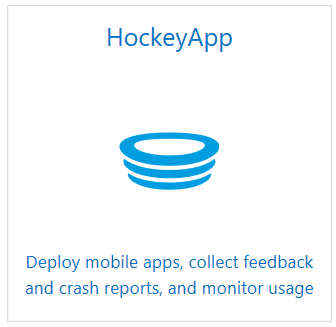 HockeyApp
Deploy mobile apps, collect feedback
and crash reports, and monitor usage